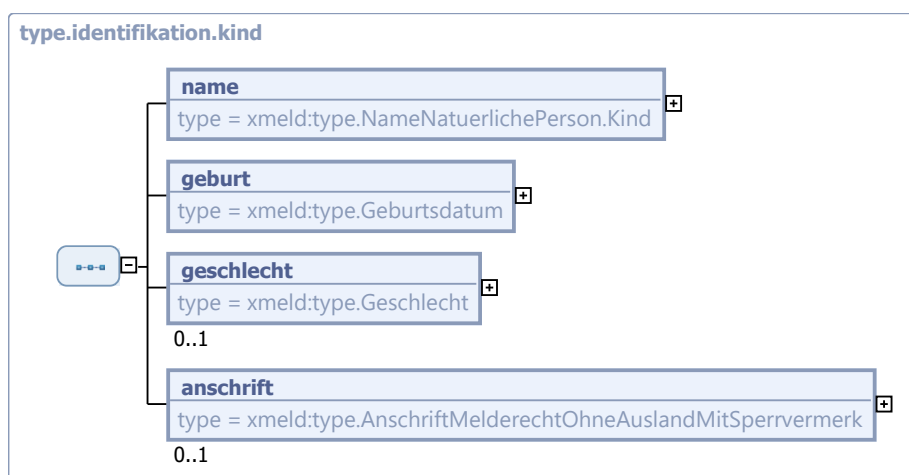 type.identifikation.kind
name
type = xmeld:type.NameNatuerlichePerson.Kind
geburt
type = xmeld:type.Geburtsdatum
geschlecht
type = xmeld:type.Geschlecht
0..1
anschrift
type = xmeld:type.AnschriftMelderechtOhneAuslandMitSperrvermerk
0..1